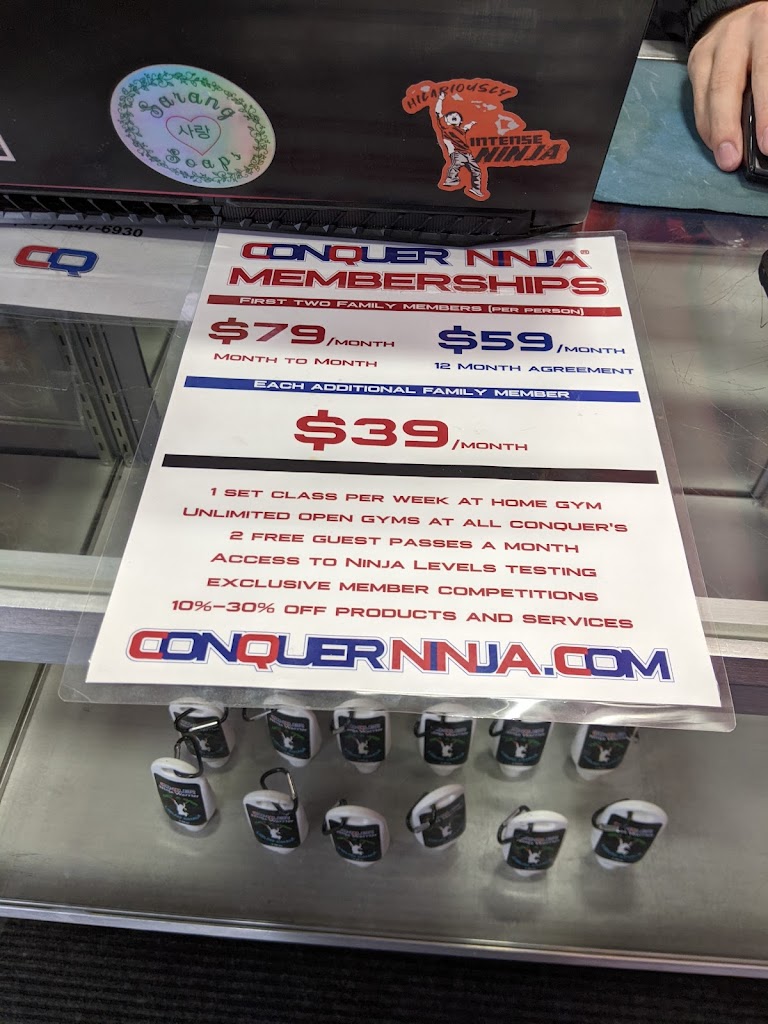 Sarang
사랑
Soaps
HILARIOUSLY
INTENSE
NINJA
447-6930
CQ
CONQUER NINJA®
MEMBERSHIPS
FIRST TWO FAMILY MEMBERS (PER PERSON)
$79/MONTH
MONTH TO MONTH
$59/MONTH
12 MONTH AGREEMENT
EACH ADDITIONAL FAMILY MEMBER
$39/MONTH
1 SET CLASS PER WEEK AT HOME GYM
UNLIMITED OPEN GYMS AT ALL CONQUER'S
2 FREE GUEST PASSES A MONTH
ACCESS TO NINJA LEVELS TESTING
EXCLUSIVE MEMBER COMPETITIONS
10%-30% OFF PRODUCTS AND SERVICES
CONQUERNINJA.COM